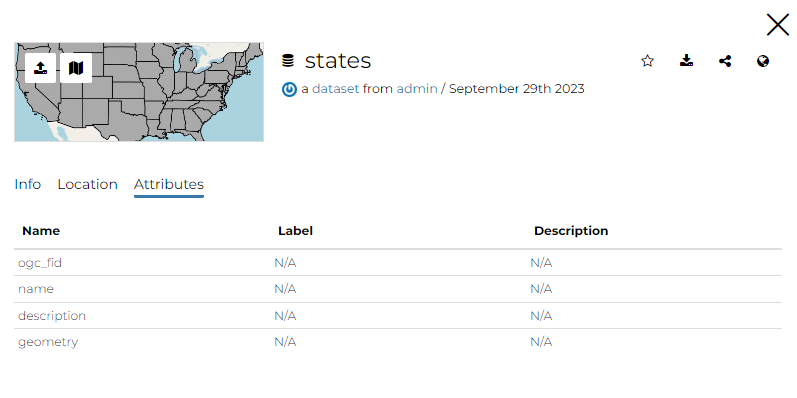 states
a dataset from admin / September 29th 2023
Info Location Attributes
Name Label Description
ogc_fid N/A N/A
name N/A N/A
description N/A N/A
geometry N/A N/A